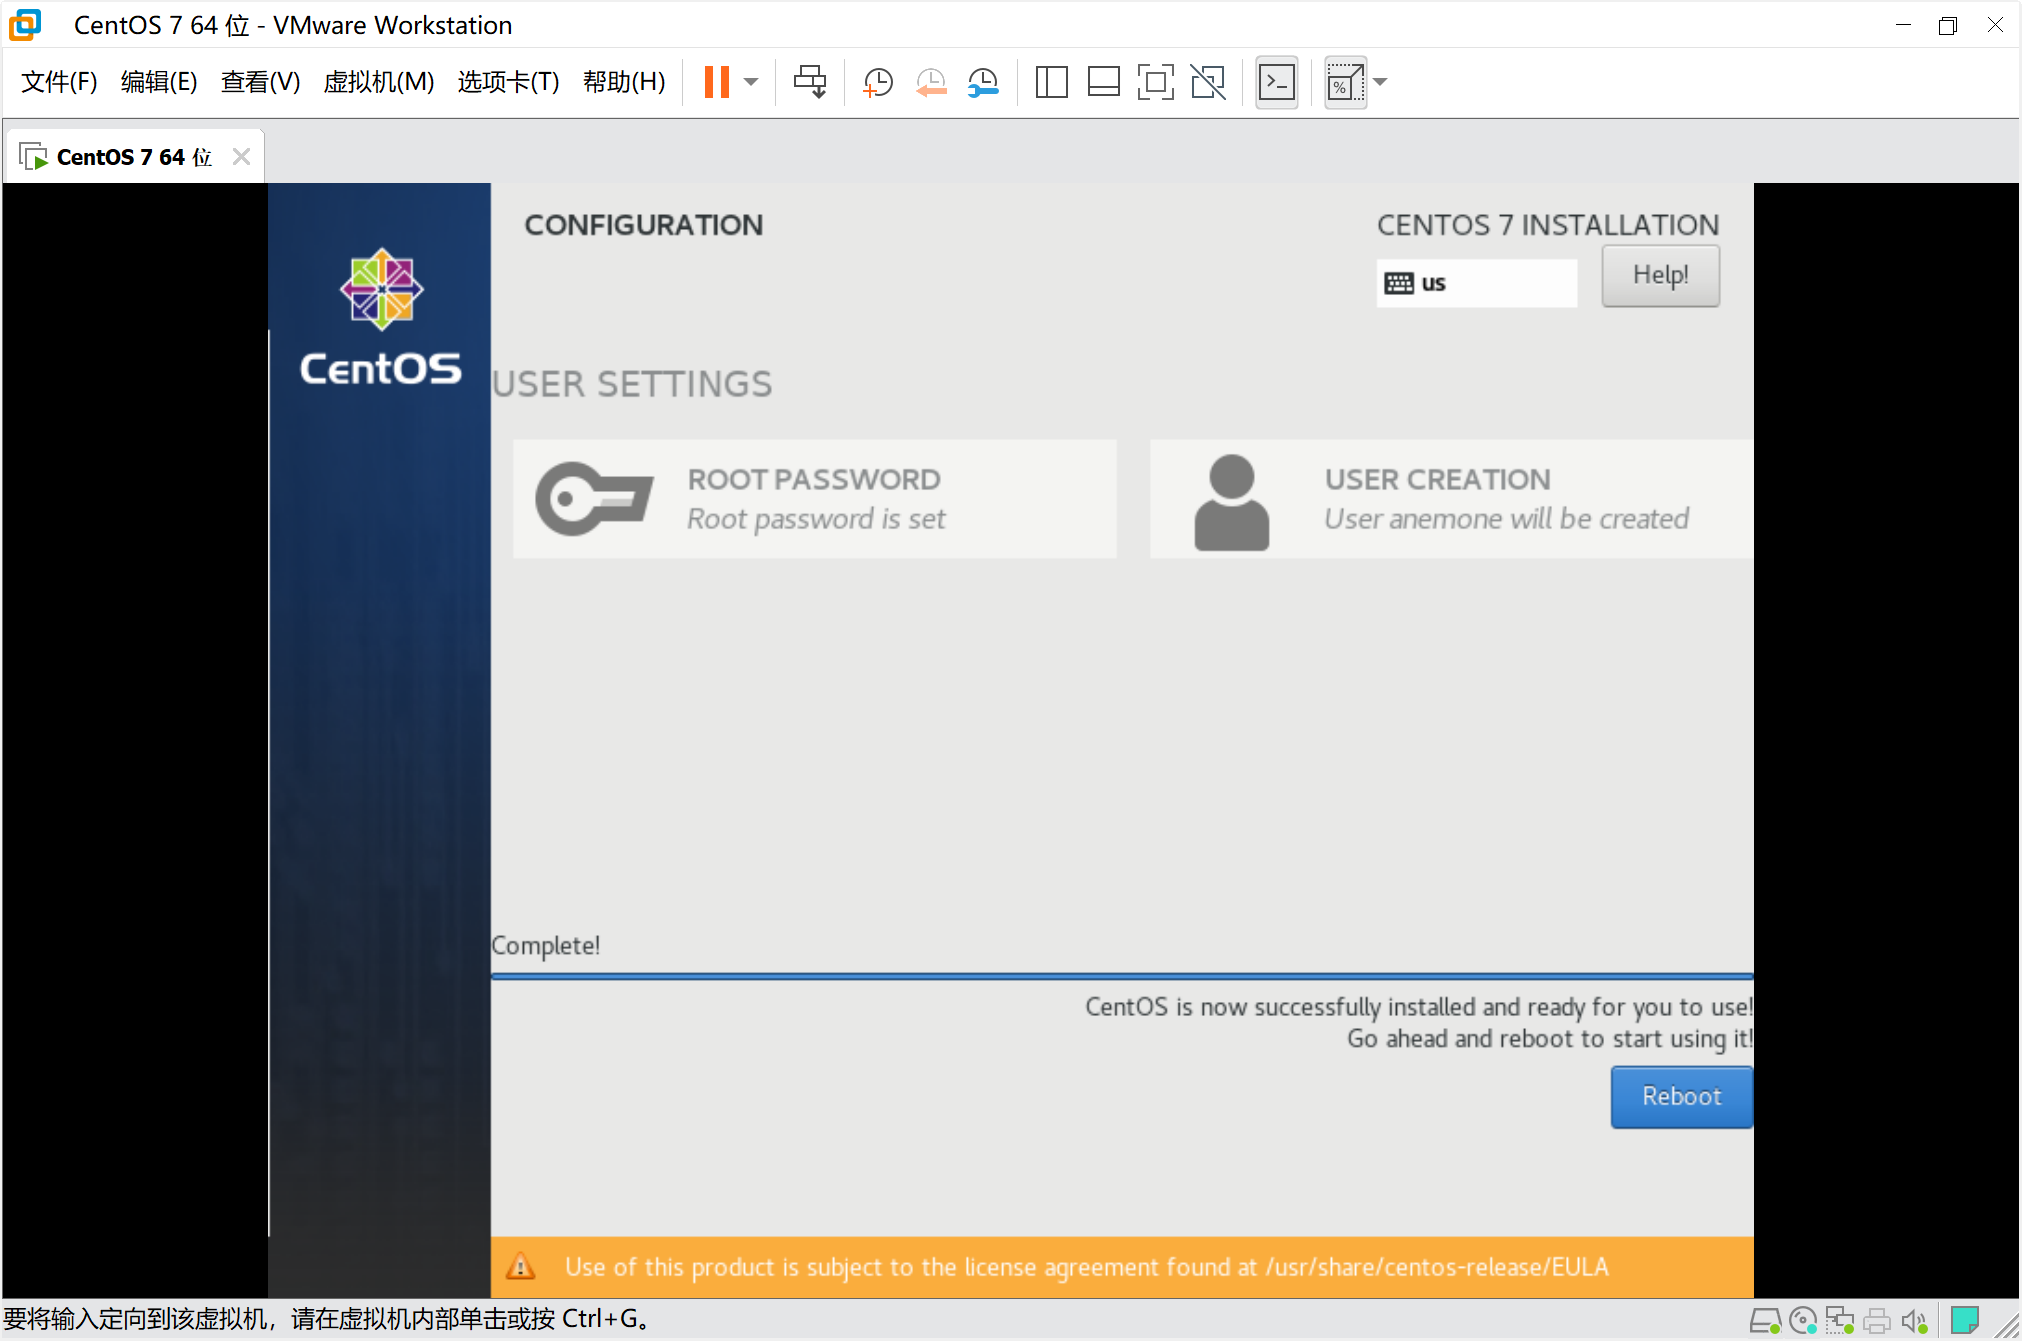 CentOS 7 64 位 - VMware Workstation
文件(F) 编辑(E) 查看(V) 虚拟机(M) 选项卡(T) 帮助(H)
CentOS 7 64 位
CentOS
CONFIGURATION
CENTOS 7 INSTALLATION
us
Help!
USER SETTINGS
ROOT PASSWORD
Root password is set
USER CREATION
User anemone will be created
Complete!
CentOS is now successfully installed and ready for you to use!
Go ahead and reboot to start using it!
Reboot
Use of this product is subject to the license agreement found at /usr/share/centos-release/EULA
要将输入定向到该虚拟机，请在虚拟机内部单击或按 Ctrl+G。